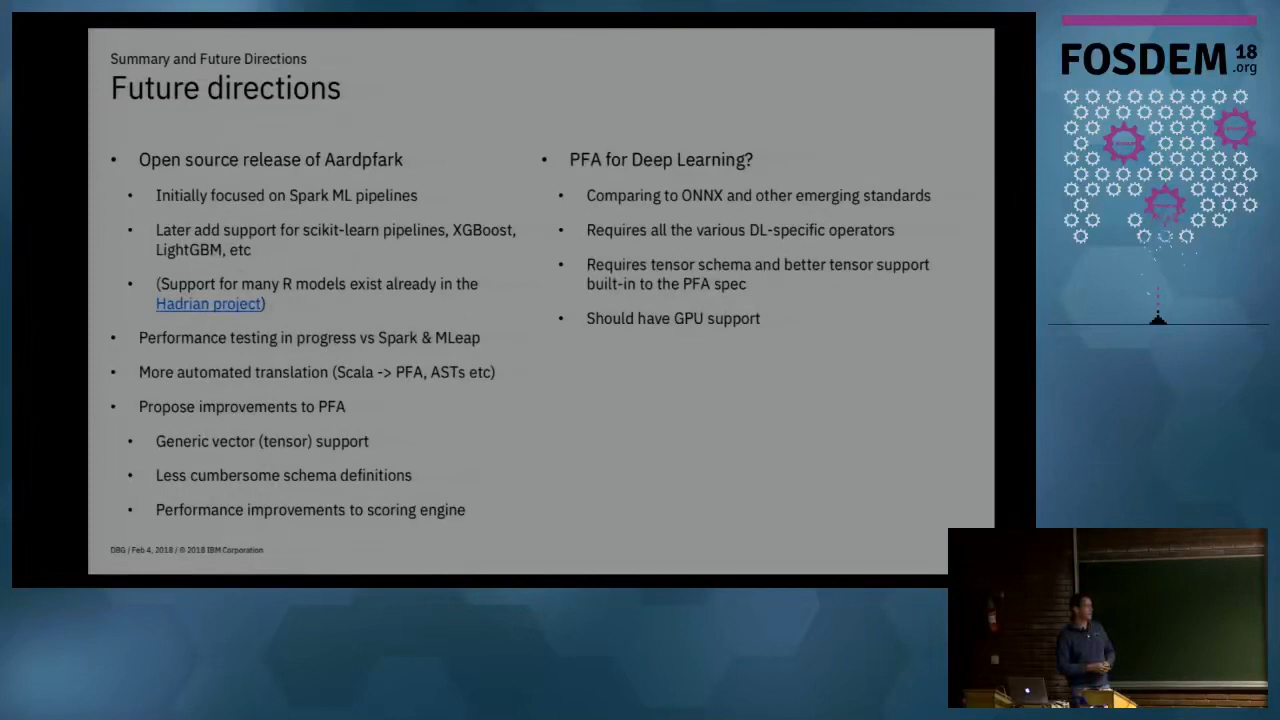 Summary and Future Directions
Future directions
• Open source release of Aardpfark
• Initially focused on Spark ML pipelines
• Later add support for scikit-learn pipelines, XGBoost,
LightGBM, etc
• (Support for many R models exist already in the
Hadrian project)
• Performance testing in progress vs Spark & MLeap
• More automated translation (Scala -> PFA, ASTs etc)
• Propose improvements to PFA
• Generic vector (tensor) support
• Less cumbersome schema definitions
• Performance improvements to scoring engine
• PFA for Deep Learning?
• Comparing to ONNX and other emerging standards
• Requires all the various DL-specific operators
• Requires tensor schema and better tensor support
built-in to the PFA spec
• Should have GPU support
DBG / Feb 4, 2018 / © 2018 IBM Corporation
FOSDEM 18
.org